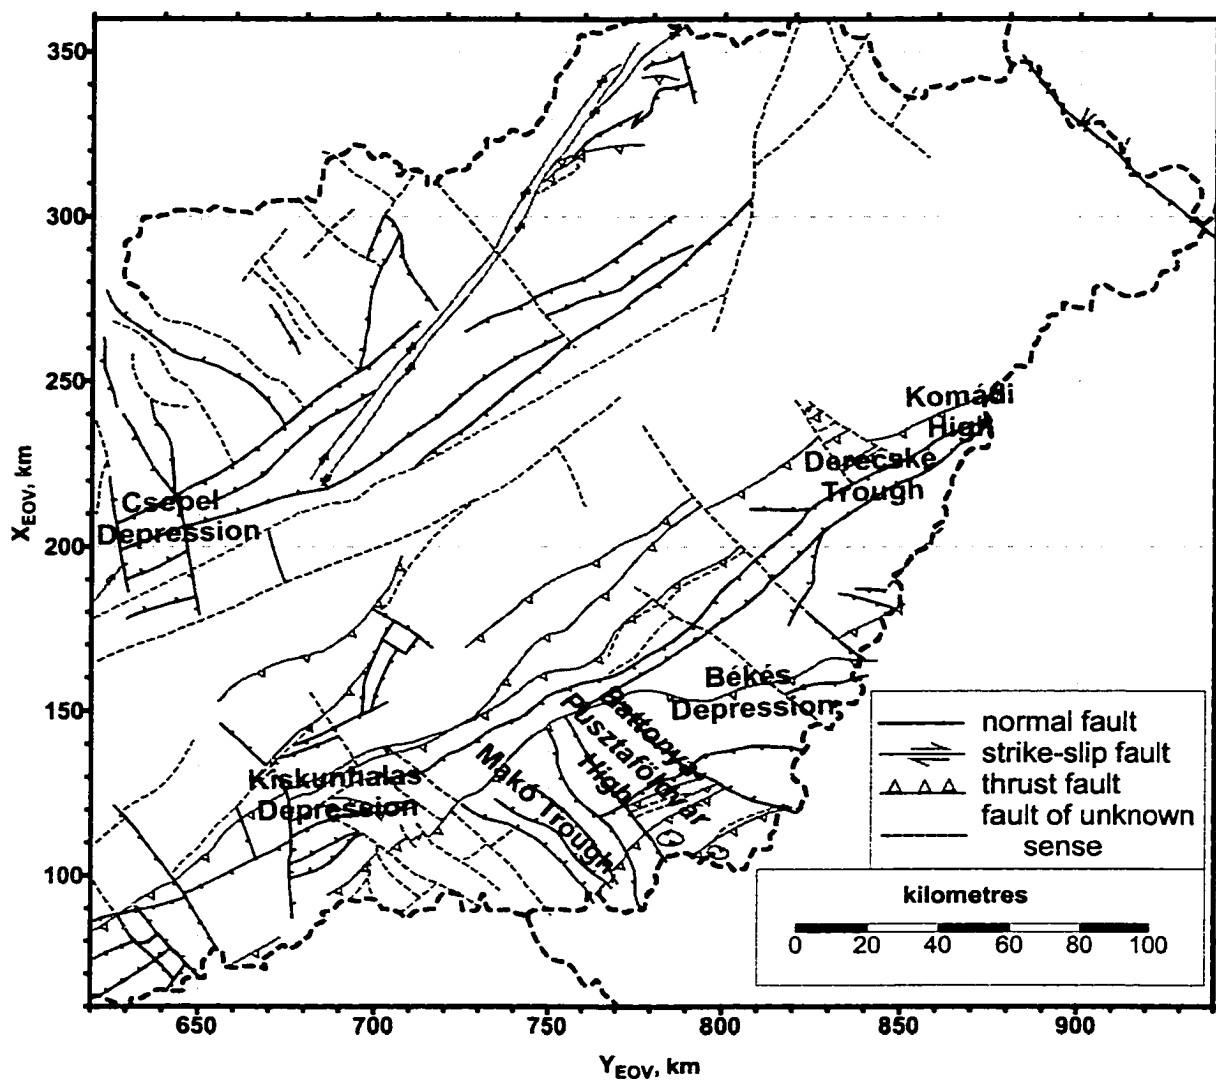 350
300
250
200
150
100
X EOV, km
650
700
750
800
850
900
Y EOV, km
Komádi
High
Derecske
Trough
Csepel
Depression
Békés
Depression
Battonya
Pusztaföldvár
High
Makó Trough
Kiskunhalas
Depression
normal fault
strike-slip fault
thrust fault
fault of unknown
sense
kilometres
0 20 40 60 80 100